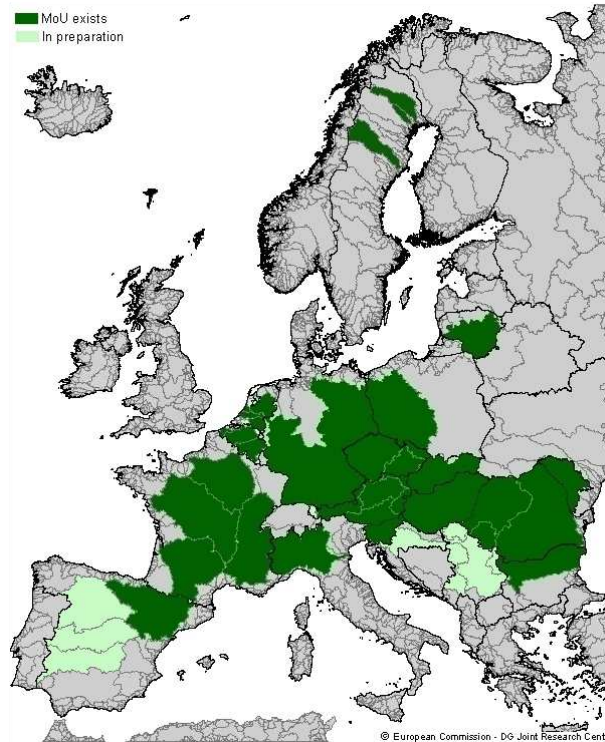 MoU exists
In preparation
© European Commission - DG Joint Research Cent